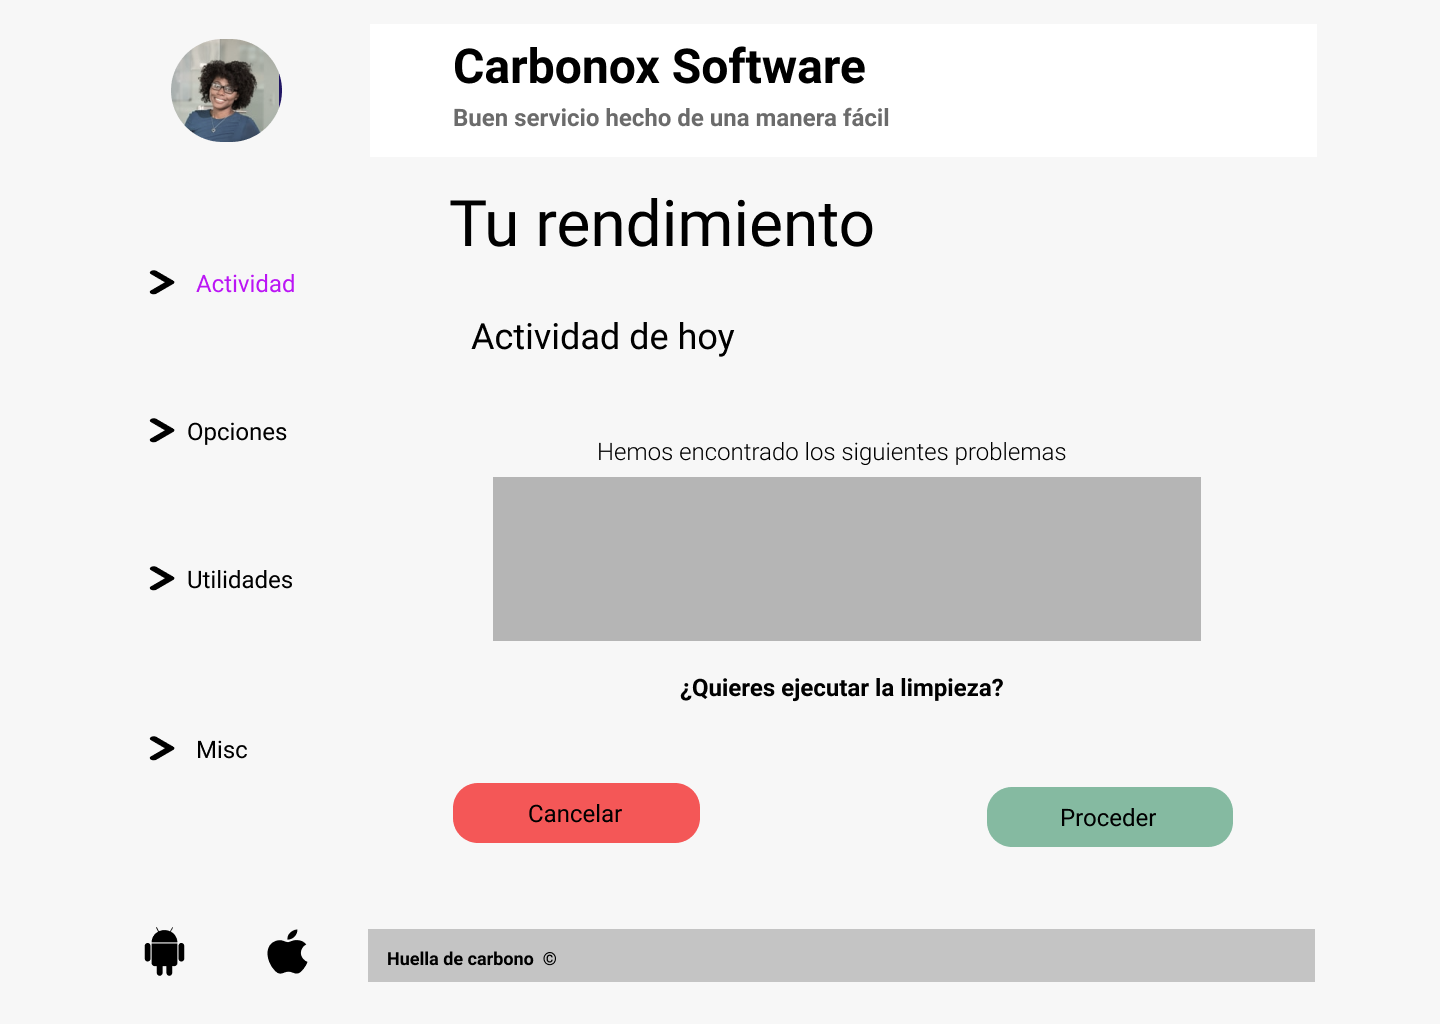 Carbonox Software
Buen servicio hecho de una manera fácil
Tu rendimiento
Actividad
Actividad de hoy
Opciones
Hemos encontrado los siguientes problemas
Utilidades
¿Quieres ejecutar la limpieza?
Misc
Cancelar
Proceder
Huella de carbono ©